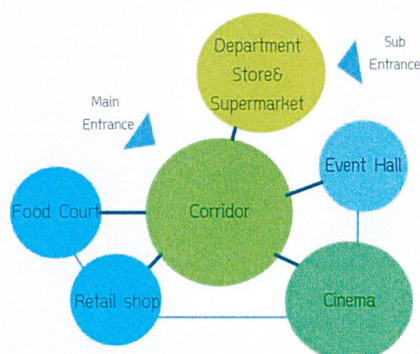 Department
Store&
Supermarket
Sub
Entrance
Main
Entrance
Event Hall
Food Court
Corridor
Retail shop
Cinema